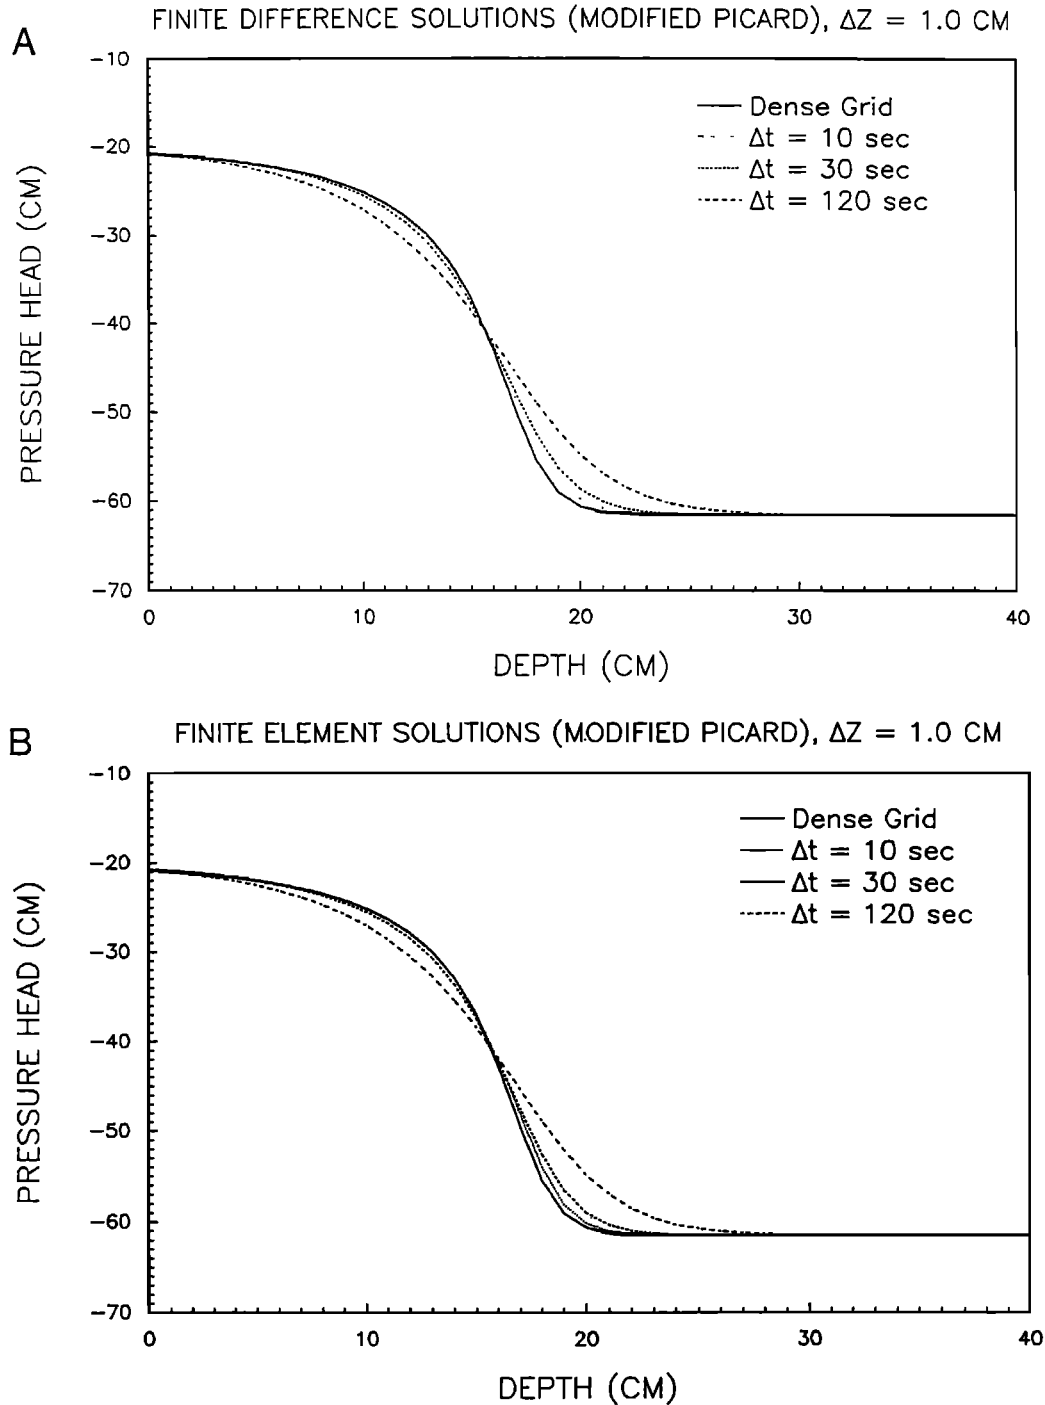 A
FINITE DIFFERENCE SOLUTIONS (MODIFIED PICARD), ΔZ = 1.0 CM
−10
−20
−30
−40
−50
−60
−70
PRESSURE HEAD (CM)
Dense Grid
Δt = 10 sec
Δt = 30 sec
Δt = 120 sec
0 10 20 30 40
DEPTH (CM)
B
FINITE ELEMENT SOLUTIONS (MODIFIED PICARD), ΔZ = 1.0 CM
−10
−20
−30
−40
−50
−60
−70
PRESSURE HEAD (CM)
Dense Grid
Δt = 10 sec
Δt = 30 sec
Δt = 120 sec
0 10 20 30 40
DEPTH (CM)